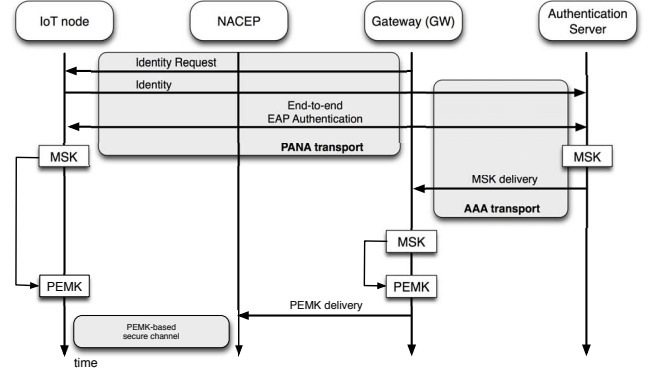 IoT node
NACEP
Gateway (GW)
Authentication
Server
Identity Request
Identity
End-to-end
EAP Authentication
PANA transport
MSK
MSK
MSK delivery
AAA transport
MSK
PEMK
PEMK
PEMK delivery
PEMK-based
secure channel
time